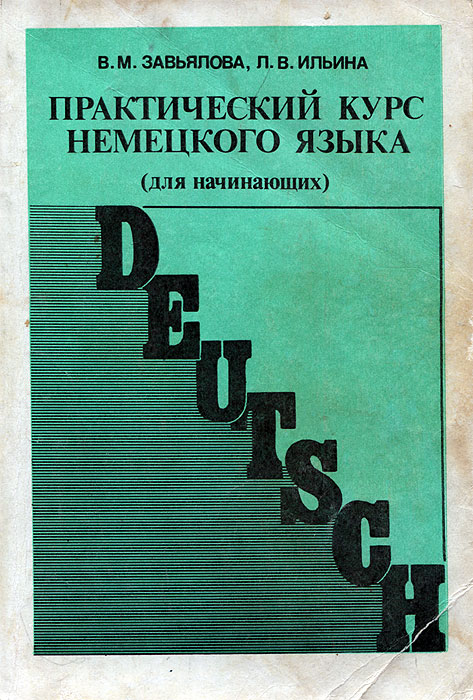 В. М. ЗАВЬЯЛОВА, Л. В. ИЛЬИНА
ПРАКТИЧЕСКИЙ КУРС
НЕМЕЦКОГО ЯЗЫКА
(для начинающих)
DEUTSCH